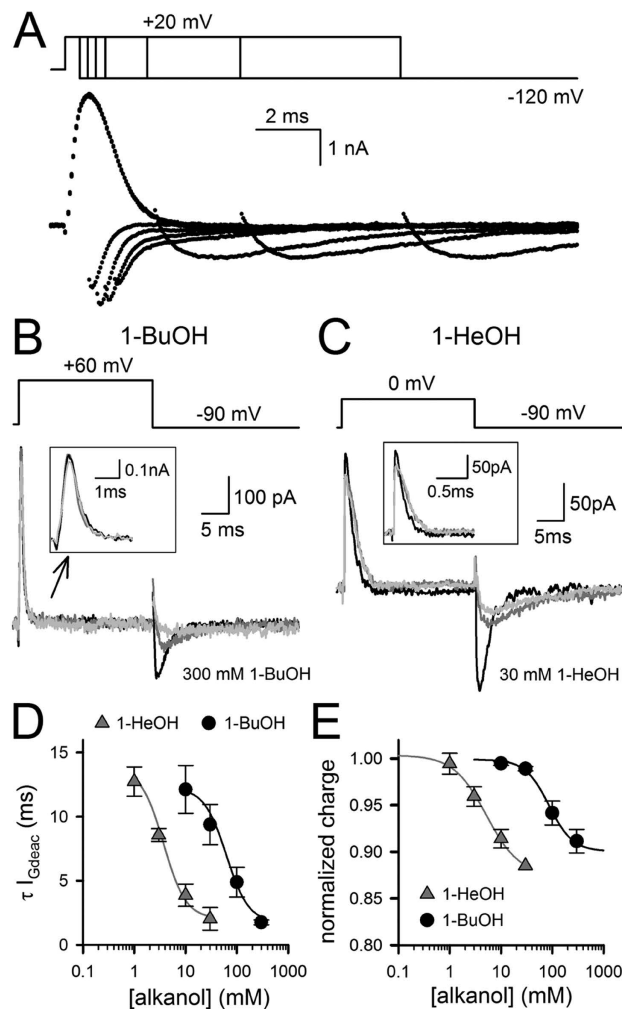 A
+20 mV
-120 mV
2 ms
1 nA
B
1-BuOH
+60 mV
-90 mV
0.1nA
1ms
100 pA
5 ms
300 mM 1-BuOH
C
1-HeOH
0 mV
-90 mV
50pA
0.5ms
50pA
5ms
30 mM 1-HeOH
D
1-HeOH
1-BuOH
τ I_Gdeac (ms)
15
10
5
0
0.1 1 10 100 1000
[alkanol] (mM)
E
normalized charge
1.00
0.95
0.90
0.85
0.80
1-HeOH
1-BuOH
0.1 1 10 100 1000
[alkanol] (mM)